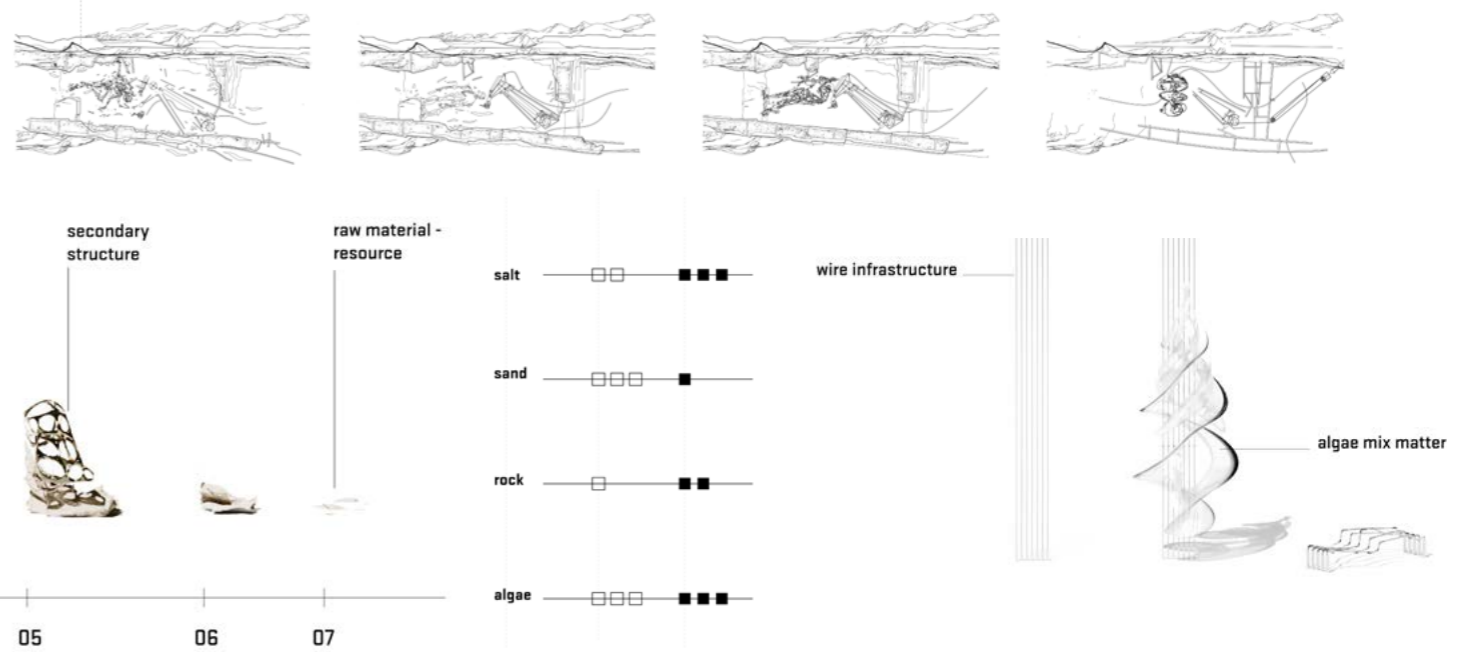 secondary
structure
raw material -
resource
salt
sand
rock
algae
wire infrastructure
algae mix matter
05
06
07